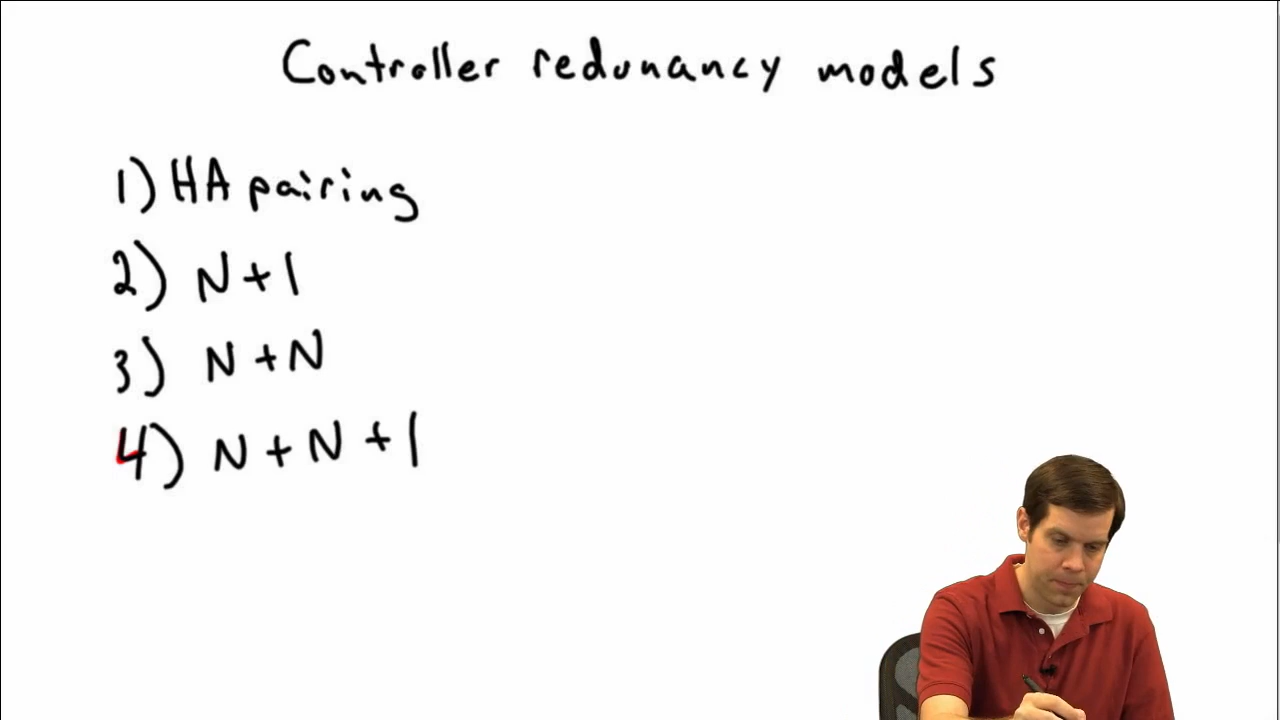 Controller redunancy models
1) HA pairing
2) N+1
3) N+N
4) N+N+1